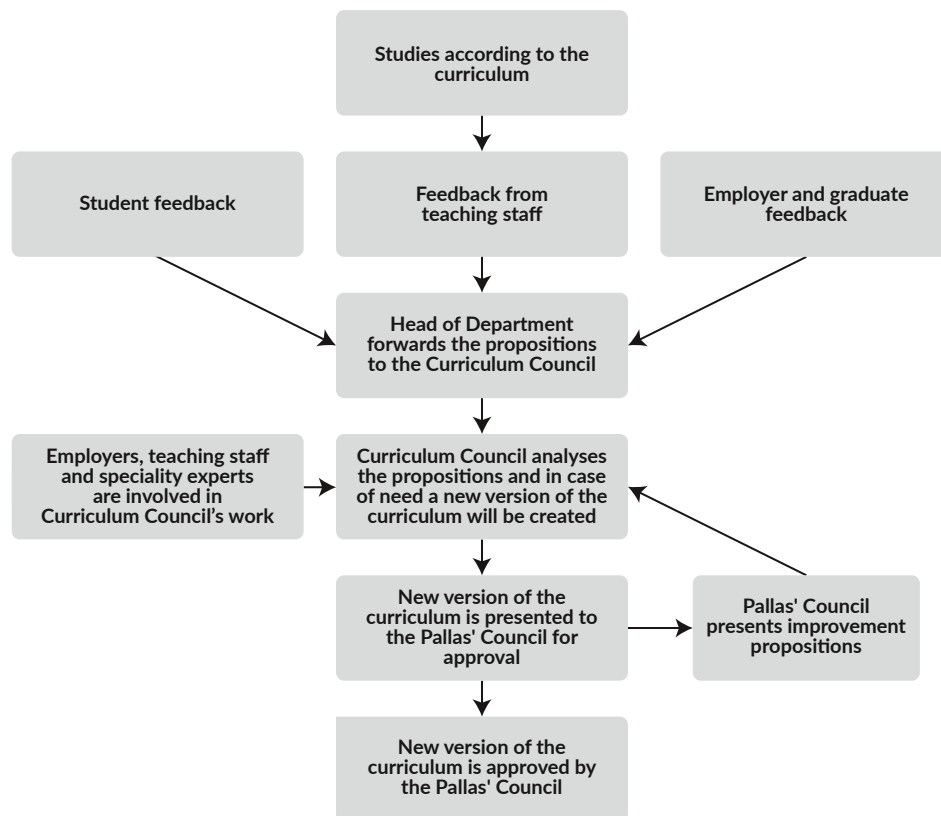 Studies according to the
curriculum
Student feedback
Feedback from
teaching staff
Employer and graduate
feedback
Head of Department
forwards the propositions
to the Curriculum Council
Employers, teaching staff
and speciality experts
are involved in
Curriculum Council’s work
Curriculum Council analyses
the propositions and in case
of need a new version of the
curriculum will be created
New version of the
curriculum is presented to
the Pallas' Council for
approval
Pallas' Council
presents improvement
propositions
New version of the
curriculum is approved by
the Pallas' Council